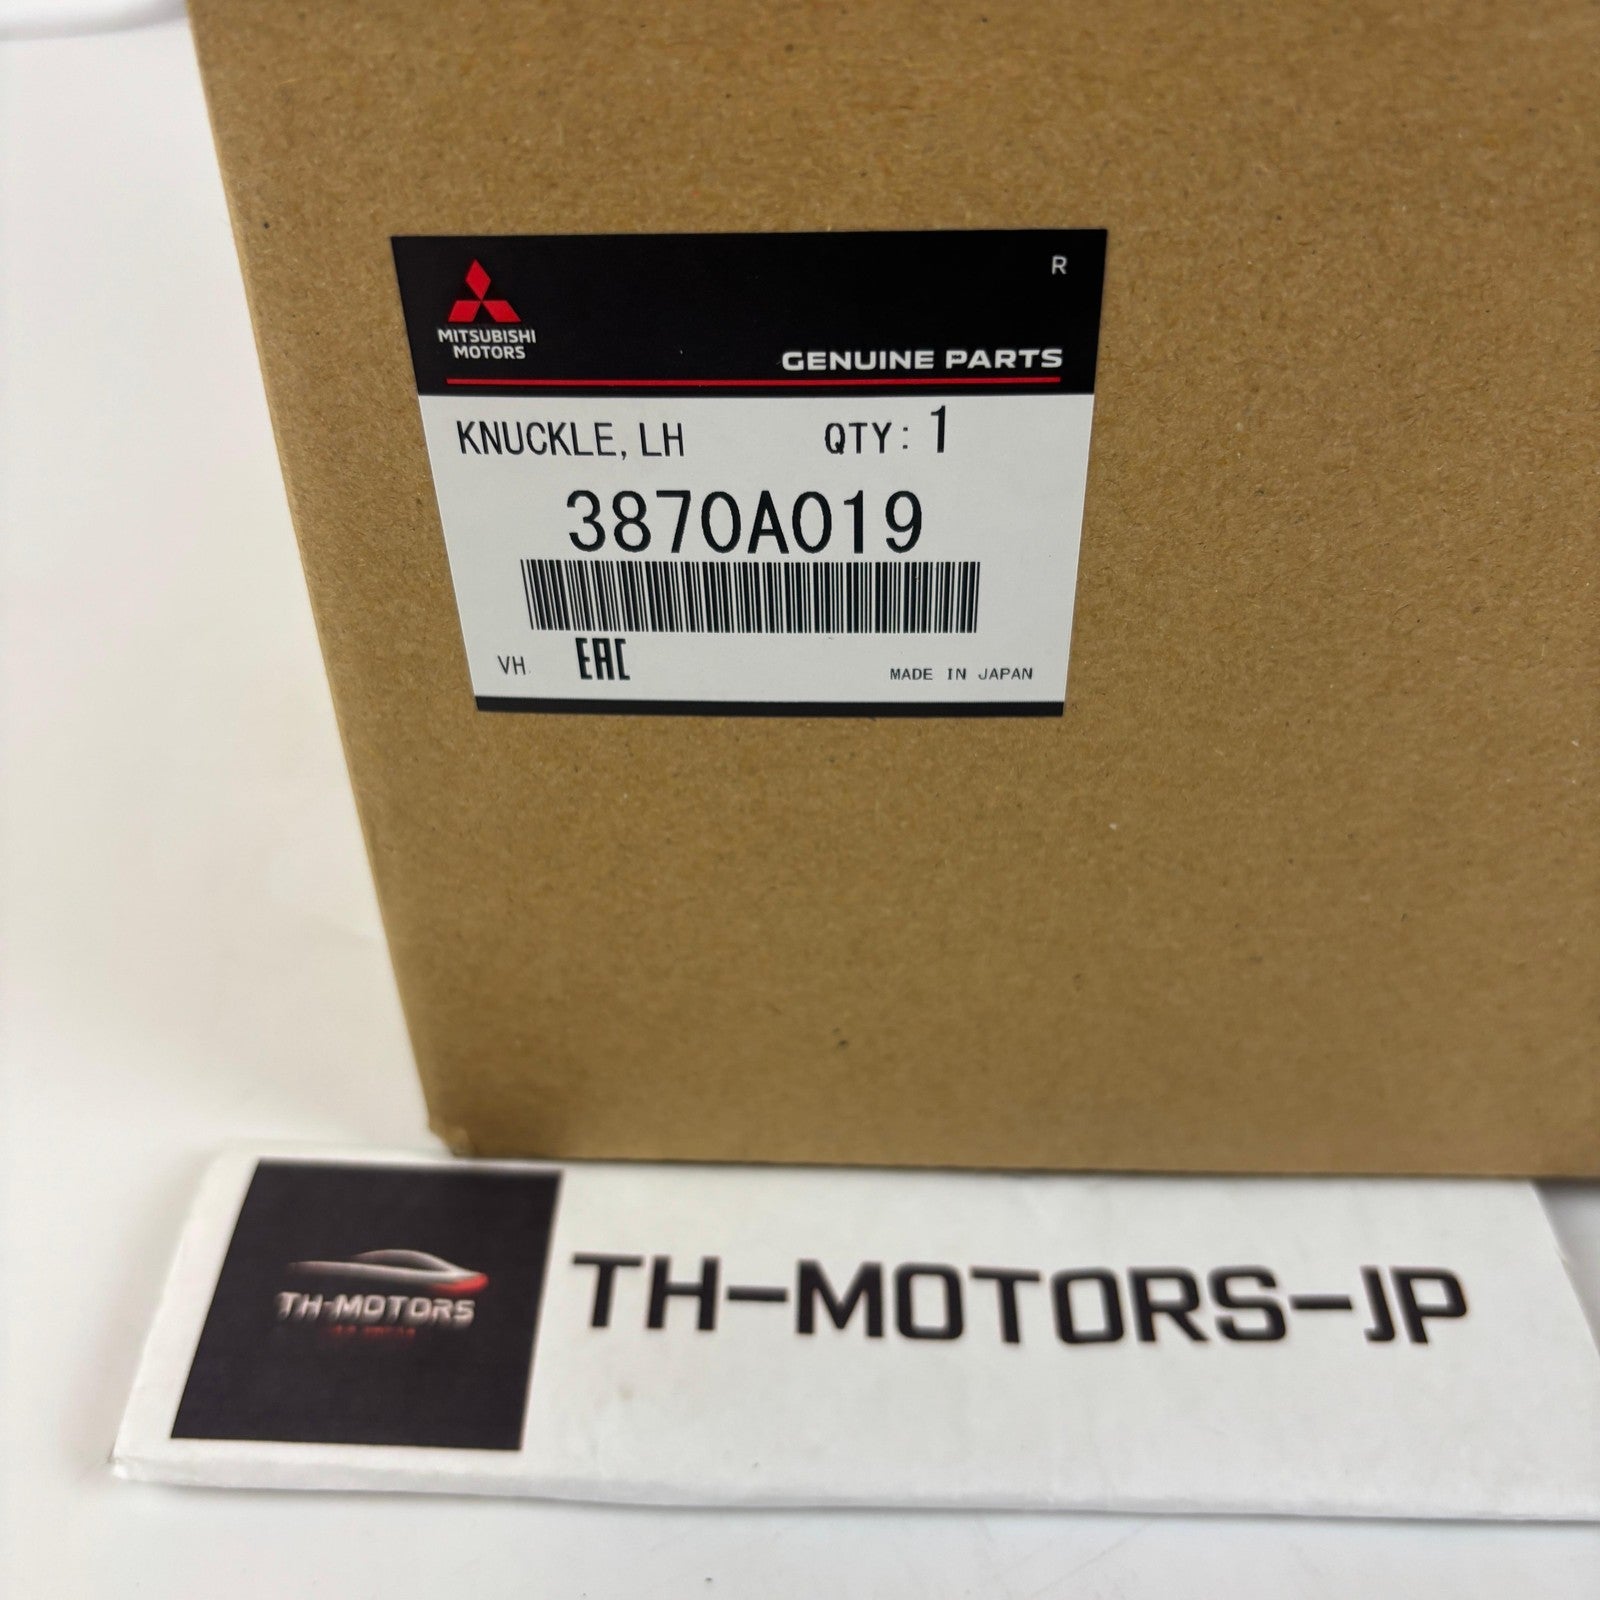 R
MITSUBISHI
MOTORS
GENUINE PARTS
KNUCKLE, LH QTY: 1
3870A019
VH EAC
MADE IN JAPAN
TH-MOTORS
TH-MOTORS-JP